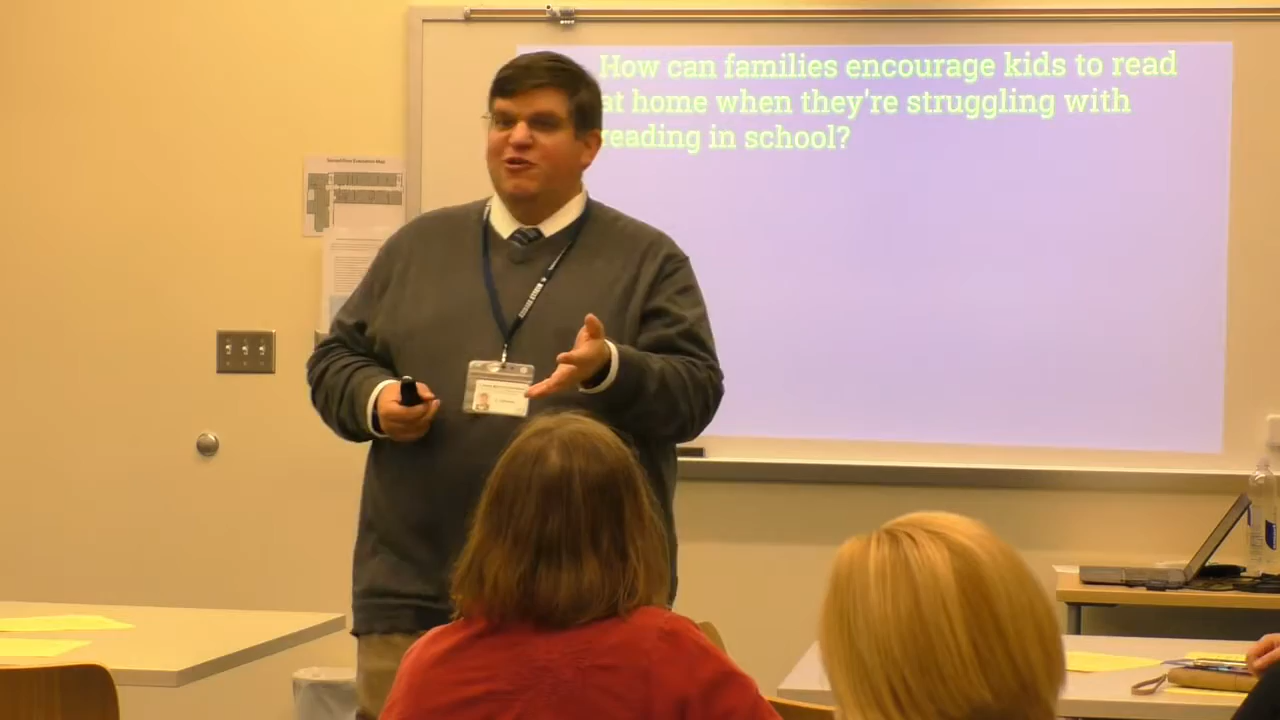 How can families encourage kids to read
at home when they're struggling with
reading in school?